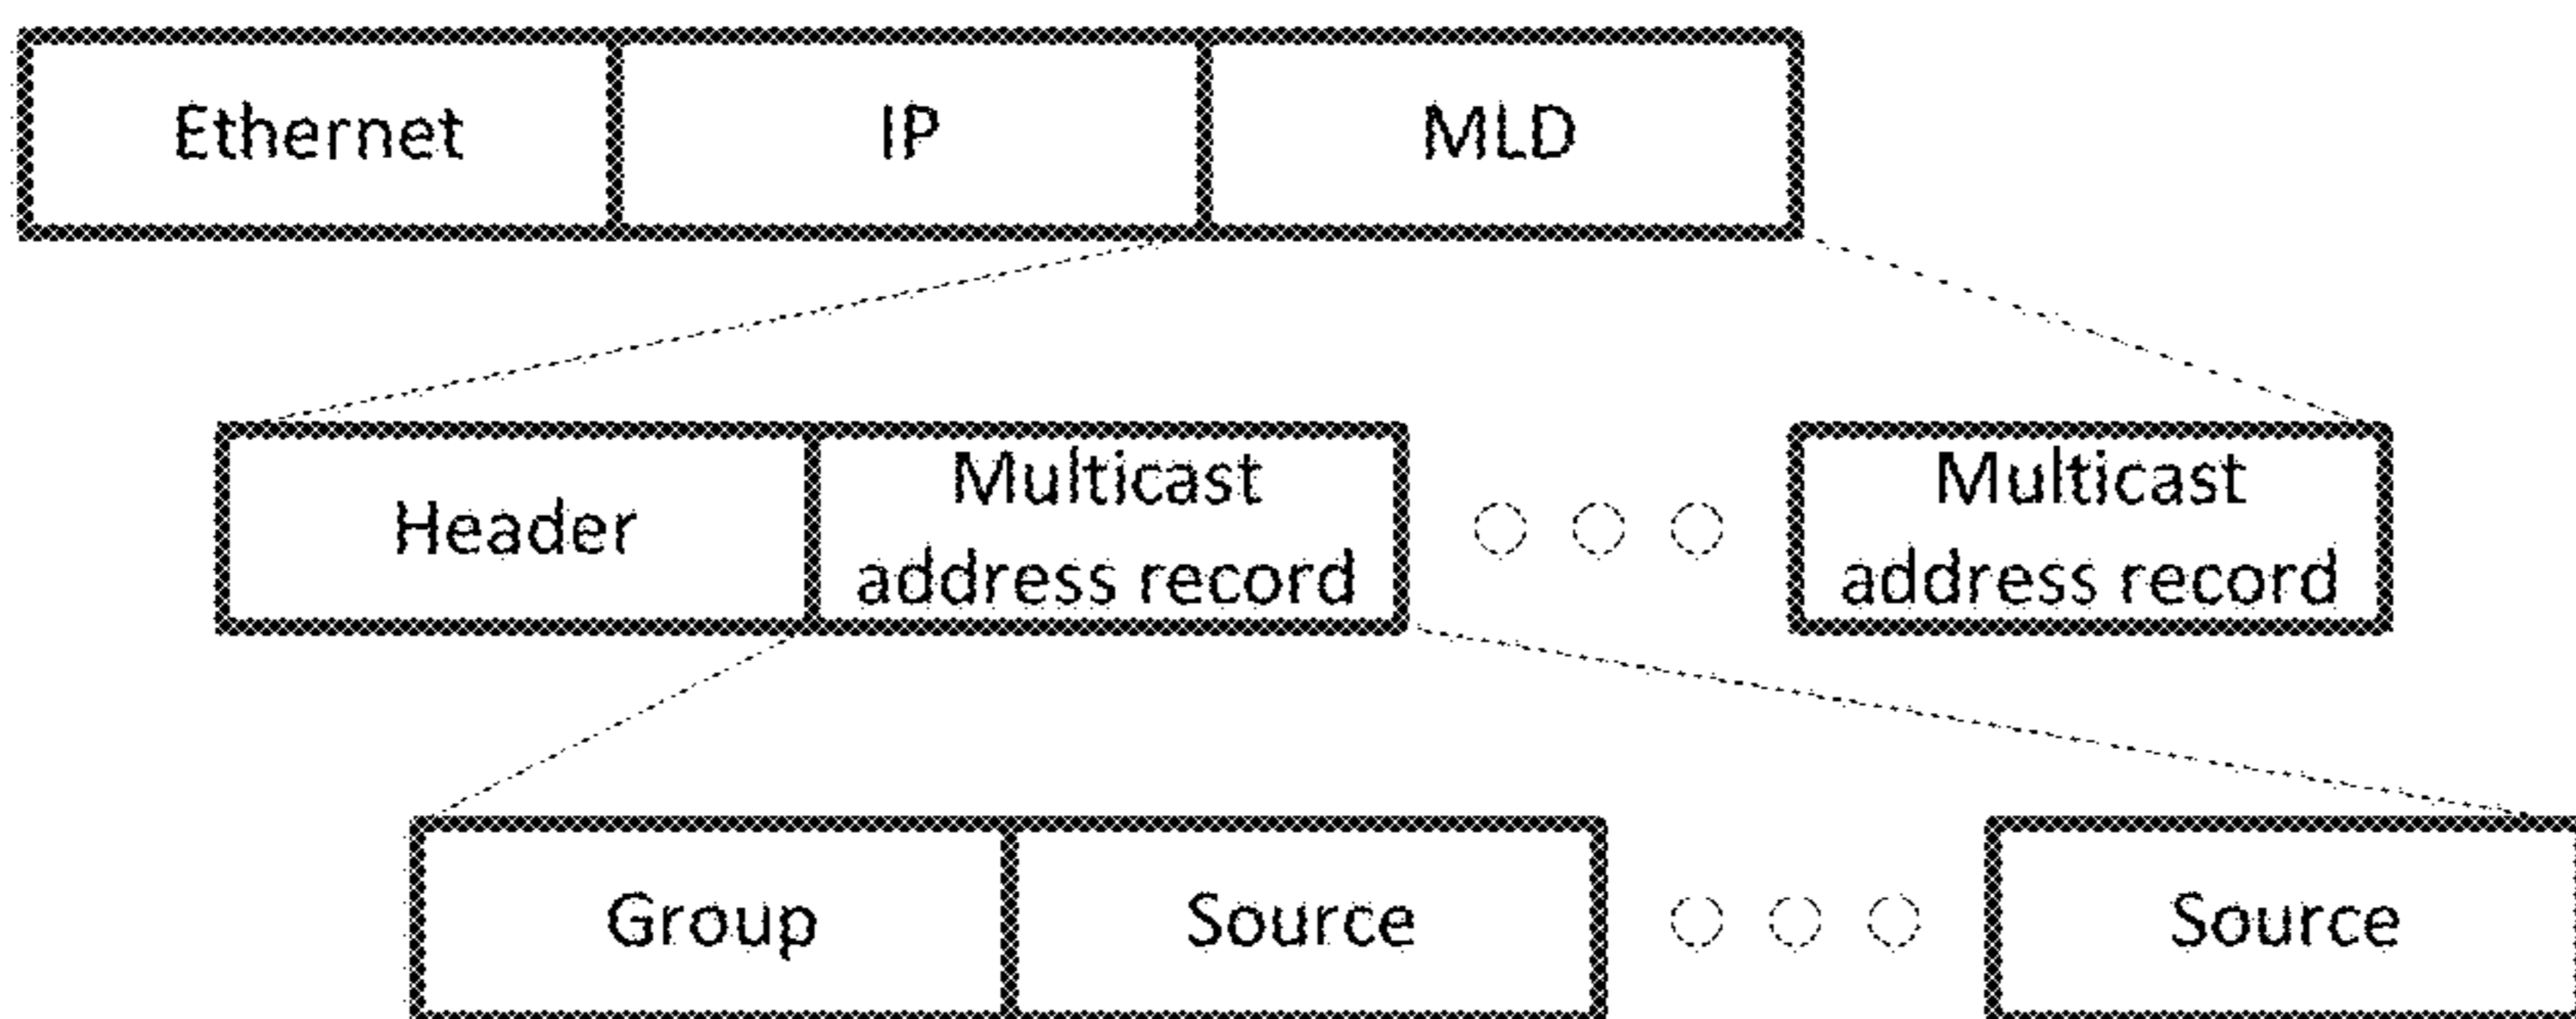 Ethernet IP MLD
Header Multicast address record Multicast address record
Group Source Source